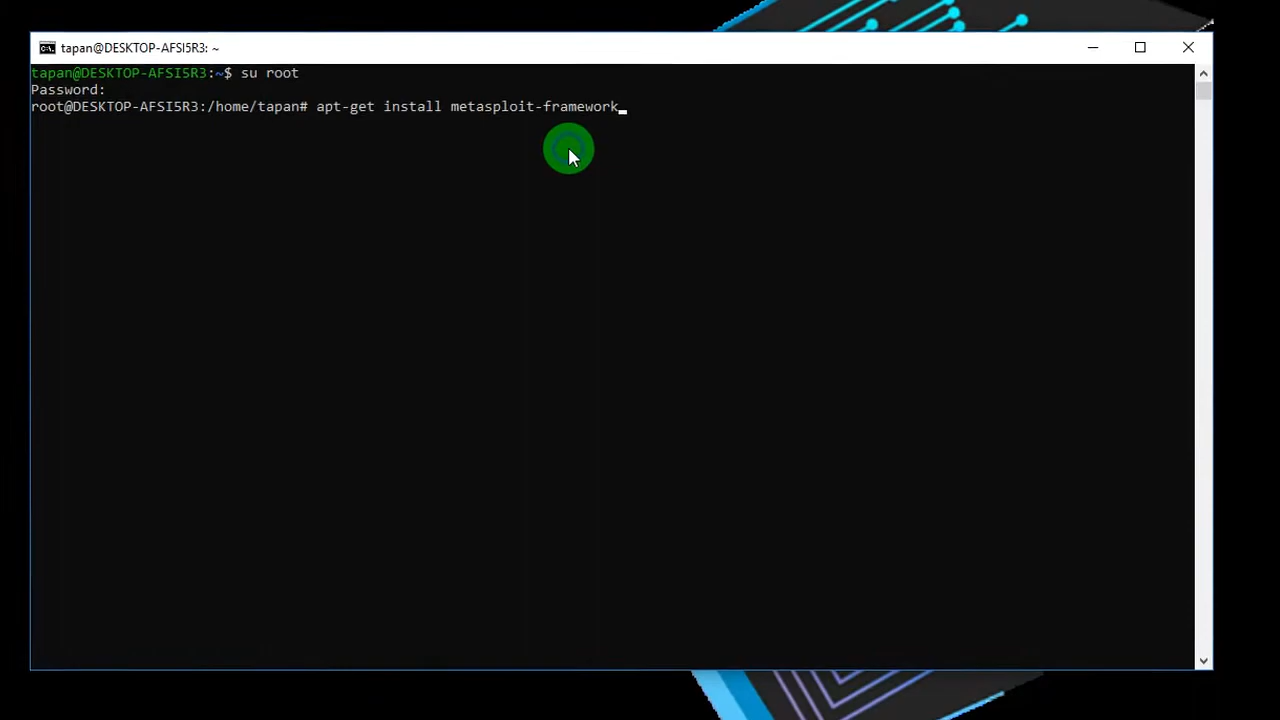 tapan@DESKTOP-AFSI5R3: ~
tapan@DESKTOP-AFSI5R3:~$ su root
Password:
root@DESKTOP-AFSI5R3:/home/tapan# apt-get install metasploit-framework